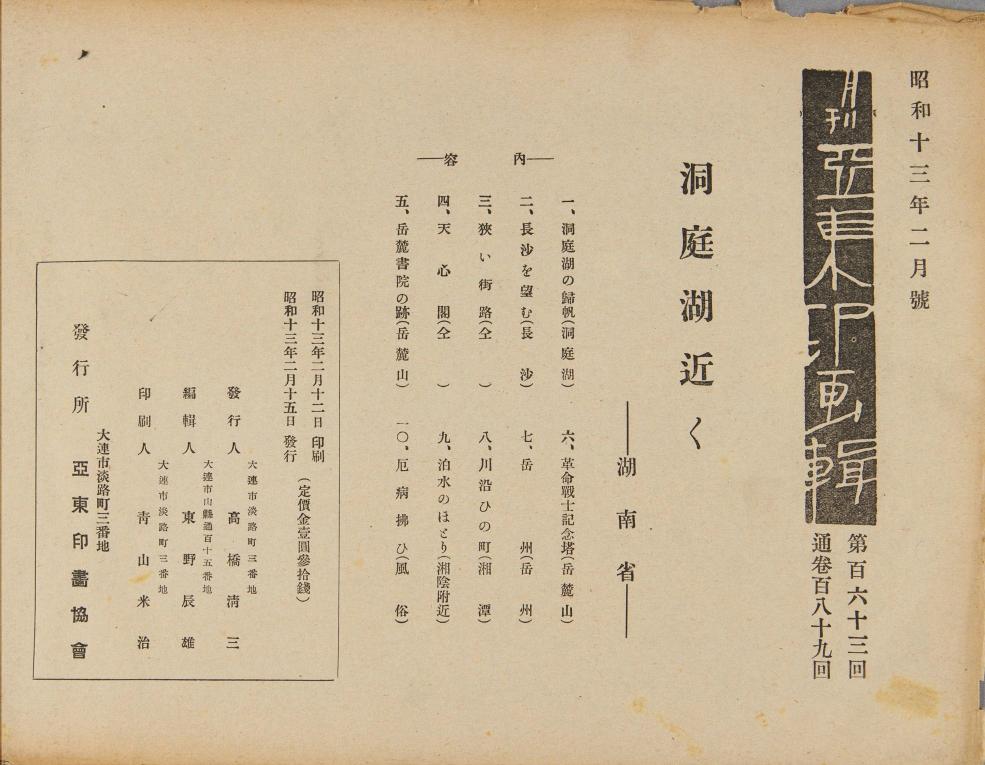 昭和十三年二月號
月刊亞東印画輯
第百六十三回
通卷百八十九回
洞庭湖近く
―湖南省―
―內容―
一、洞庭湖の歸帆(洞庭湖)
二、長沙を望む(長沙)
三、狹い街路(仝)
四、天心閣(仝)
五、岳麓書院の跡(岳麓山)
六、革命戰士記念塔(岳麓山)
七、岳州(岳州)
八、川沿ひの町(湘潭)
九、泊水のほとり(湘陰附近)
一〇、厄病拂ひ(風俗)
昭和十三年二月十二日 印刷
昭和十三年二月十五日 發行
(定價金壹圓參拾錢)
大連市淡路町三番地
發行人 高橋淸三
大連市山縣通百十五番地
編輯人 東野辰雄
大連市淡路町三番地
印刷人 靑山米治
大連市淡路町三番地
發行所 亞東印畫協會